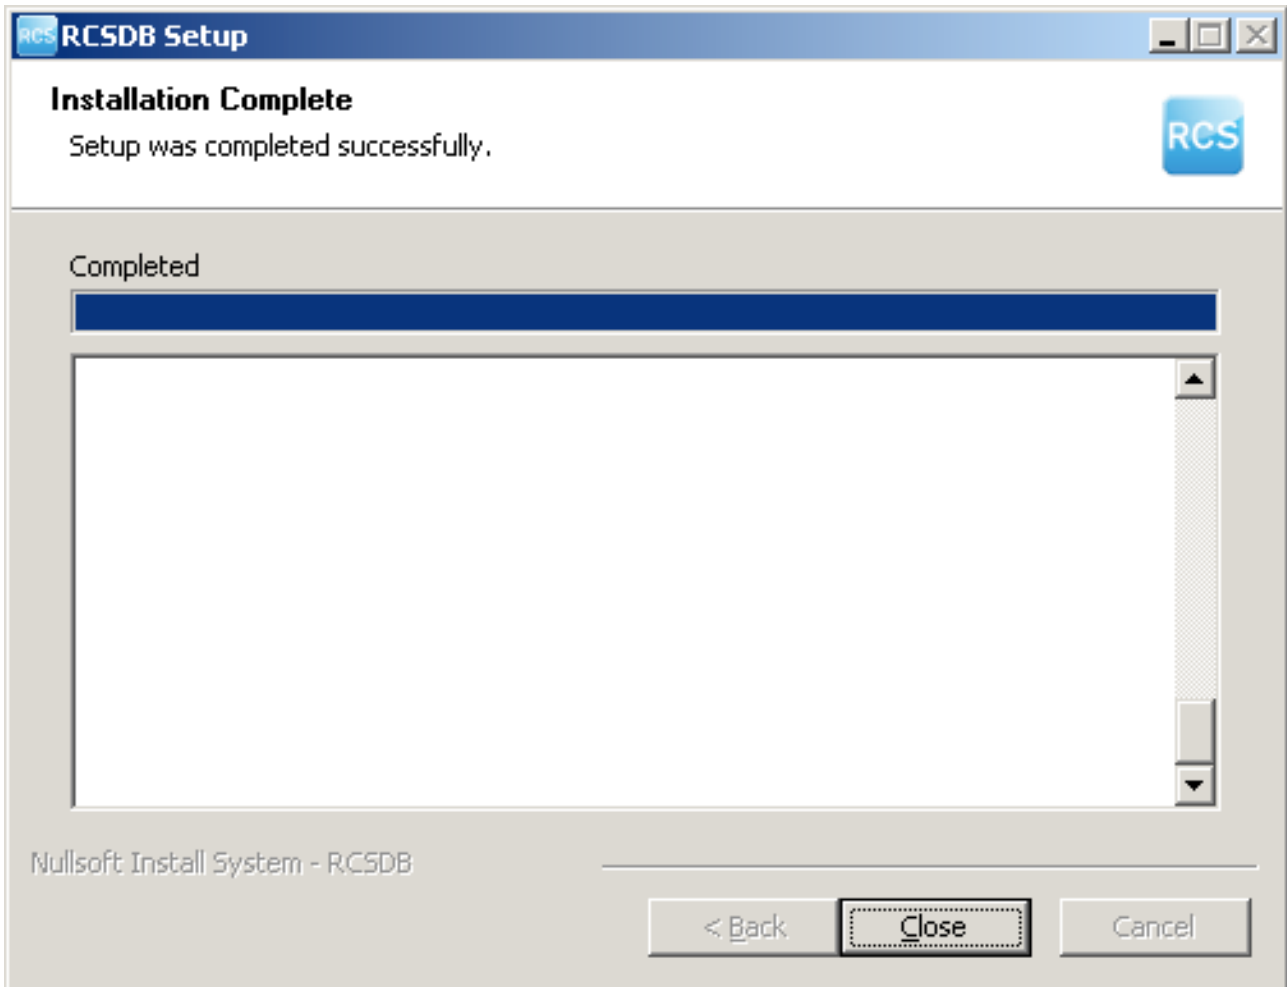 RCS RCSDB Setup
Installation Complete
Setup was completed successfully.
RCS
Completed
Nullsoft Install System - RCSDB
< Back Close Cancel